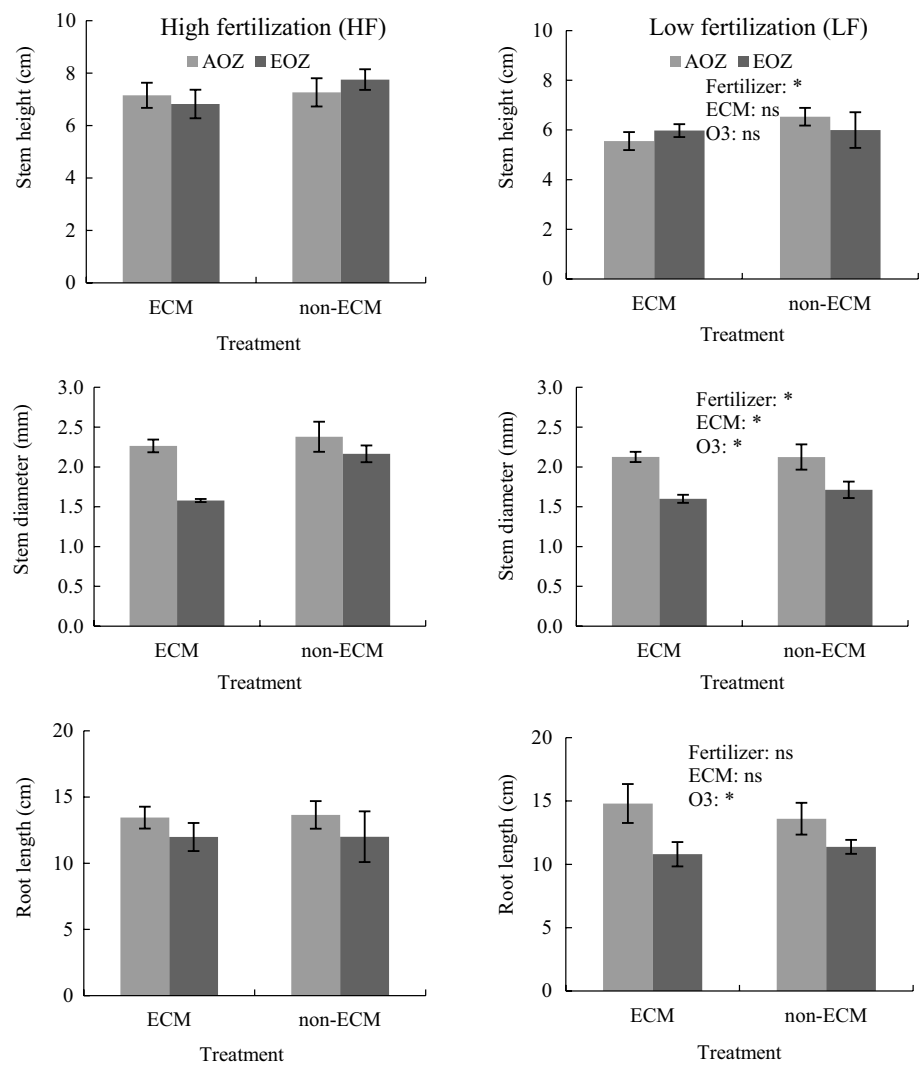 High fertilization (HF)
AOZ EOZ
Stem height (cm)
10
8
6
4
2
0
ECM non-ECM
Treatment
Low fertilization (LF)
AOZ EOZ
Fertilizer: *
ECM: ns
O3: ns
Stem height (cm)
10
8
6
4
2
0
ECM non-ECM
Treatment
Stem diameter (mm)
3.0
2.5
2.0
1.5
1.0
0.5
0.0
ECM non-ECM
Treatment
Fertilizer: *
ECM: *
O3: *
Stem diameter (mm)
3.0
2.5
2.0
1.5
1.0
0.5
0.0
ECM non-ECM
Treatment
Root length (cm)
20
15
10
5
0
ECM non-ECM
Treatment
Fertilizer: ns
ECM: ns
O3: *
Root length (cm)
20
15
10
5
0
ECM non-ECM
Treatment